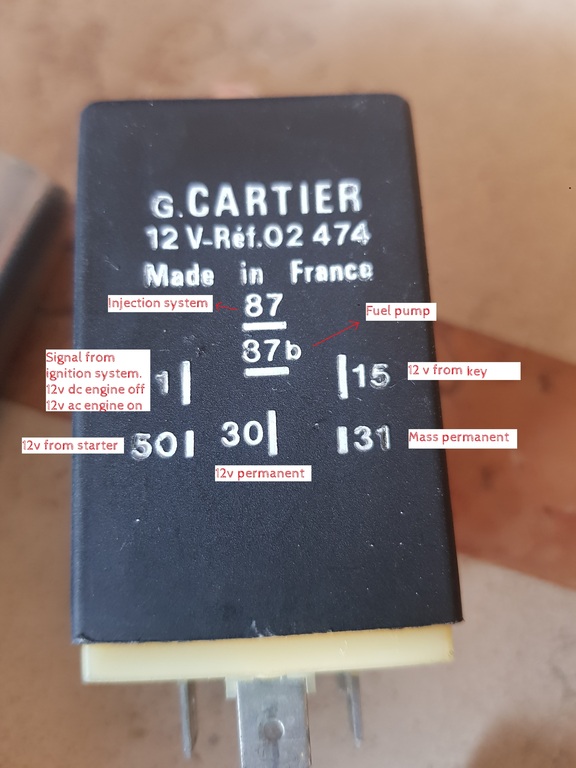 G. CARTIER
12 V-Réf. 02 474
Made in France
Injection system
87
Fuel pump
87b
Signal from
ignition system.
12v dc engine off
12v ac engine on
1
15
12 v from key
12v from starter
50
30
31
Mass permanent
12v permanent